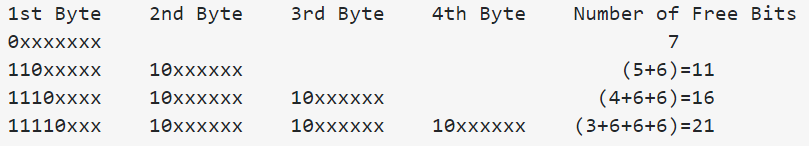 1st Byte    2nd Byte    3rd Byte    4th Byte    Number of Free Bits
0xxxxxxx                                                7
110xxxxx    10xxxxxx                                (5+6)=11
1110xxxx    10xxxxxx    10xxxxxx                  (4+6+6)=16
11110xxx    10xxxxxx    10xxxxxx    10xxxxxx    (3+6+6+6)=21